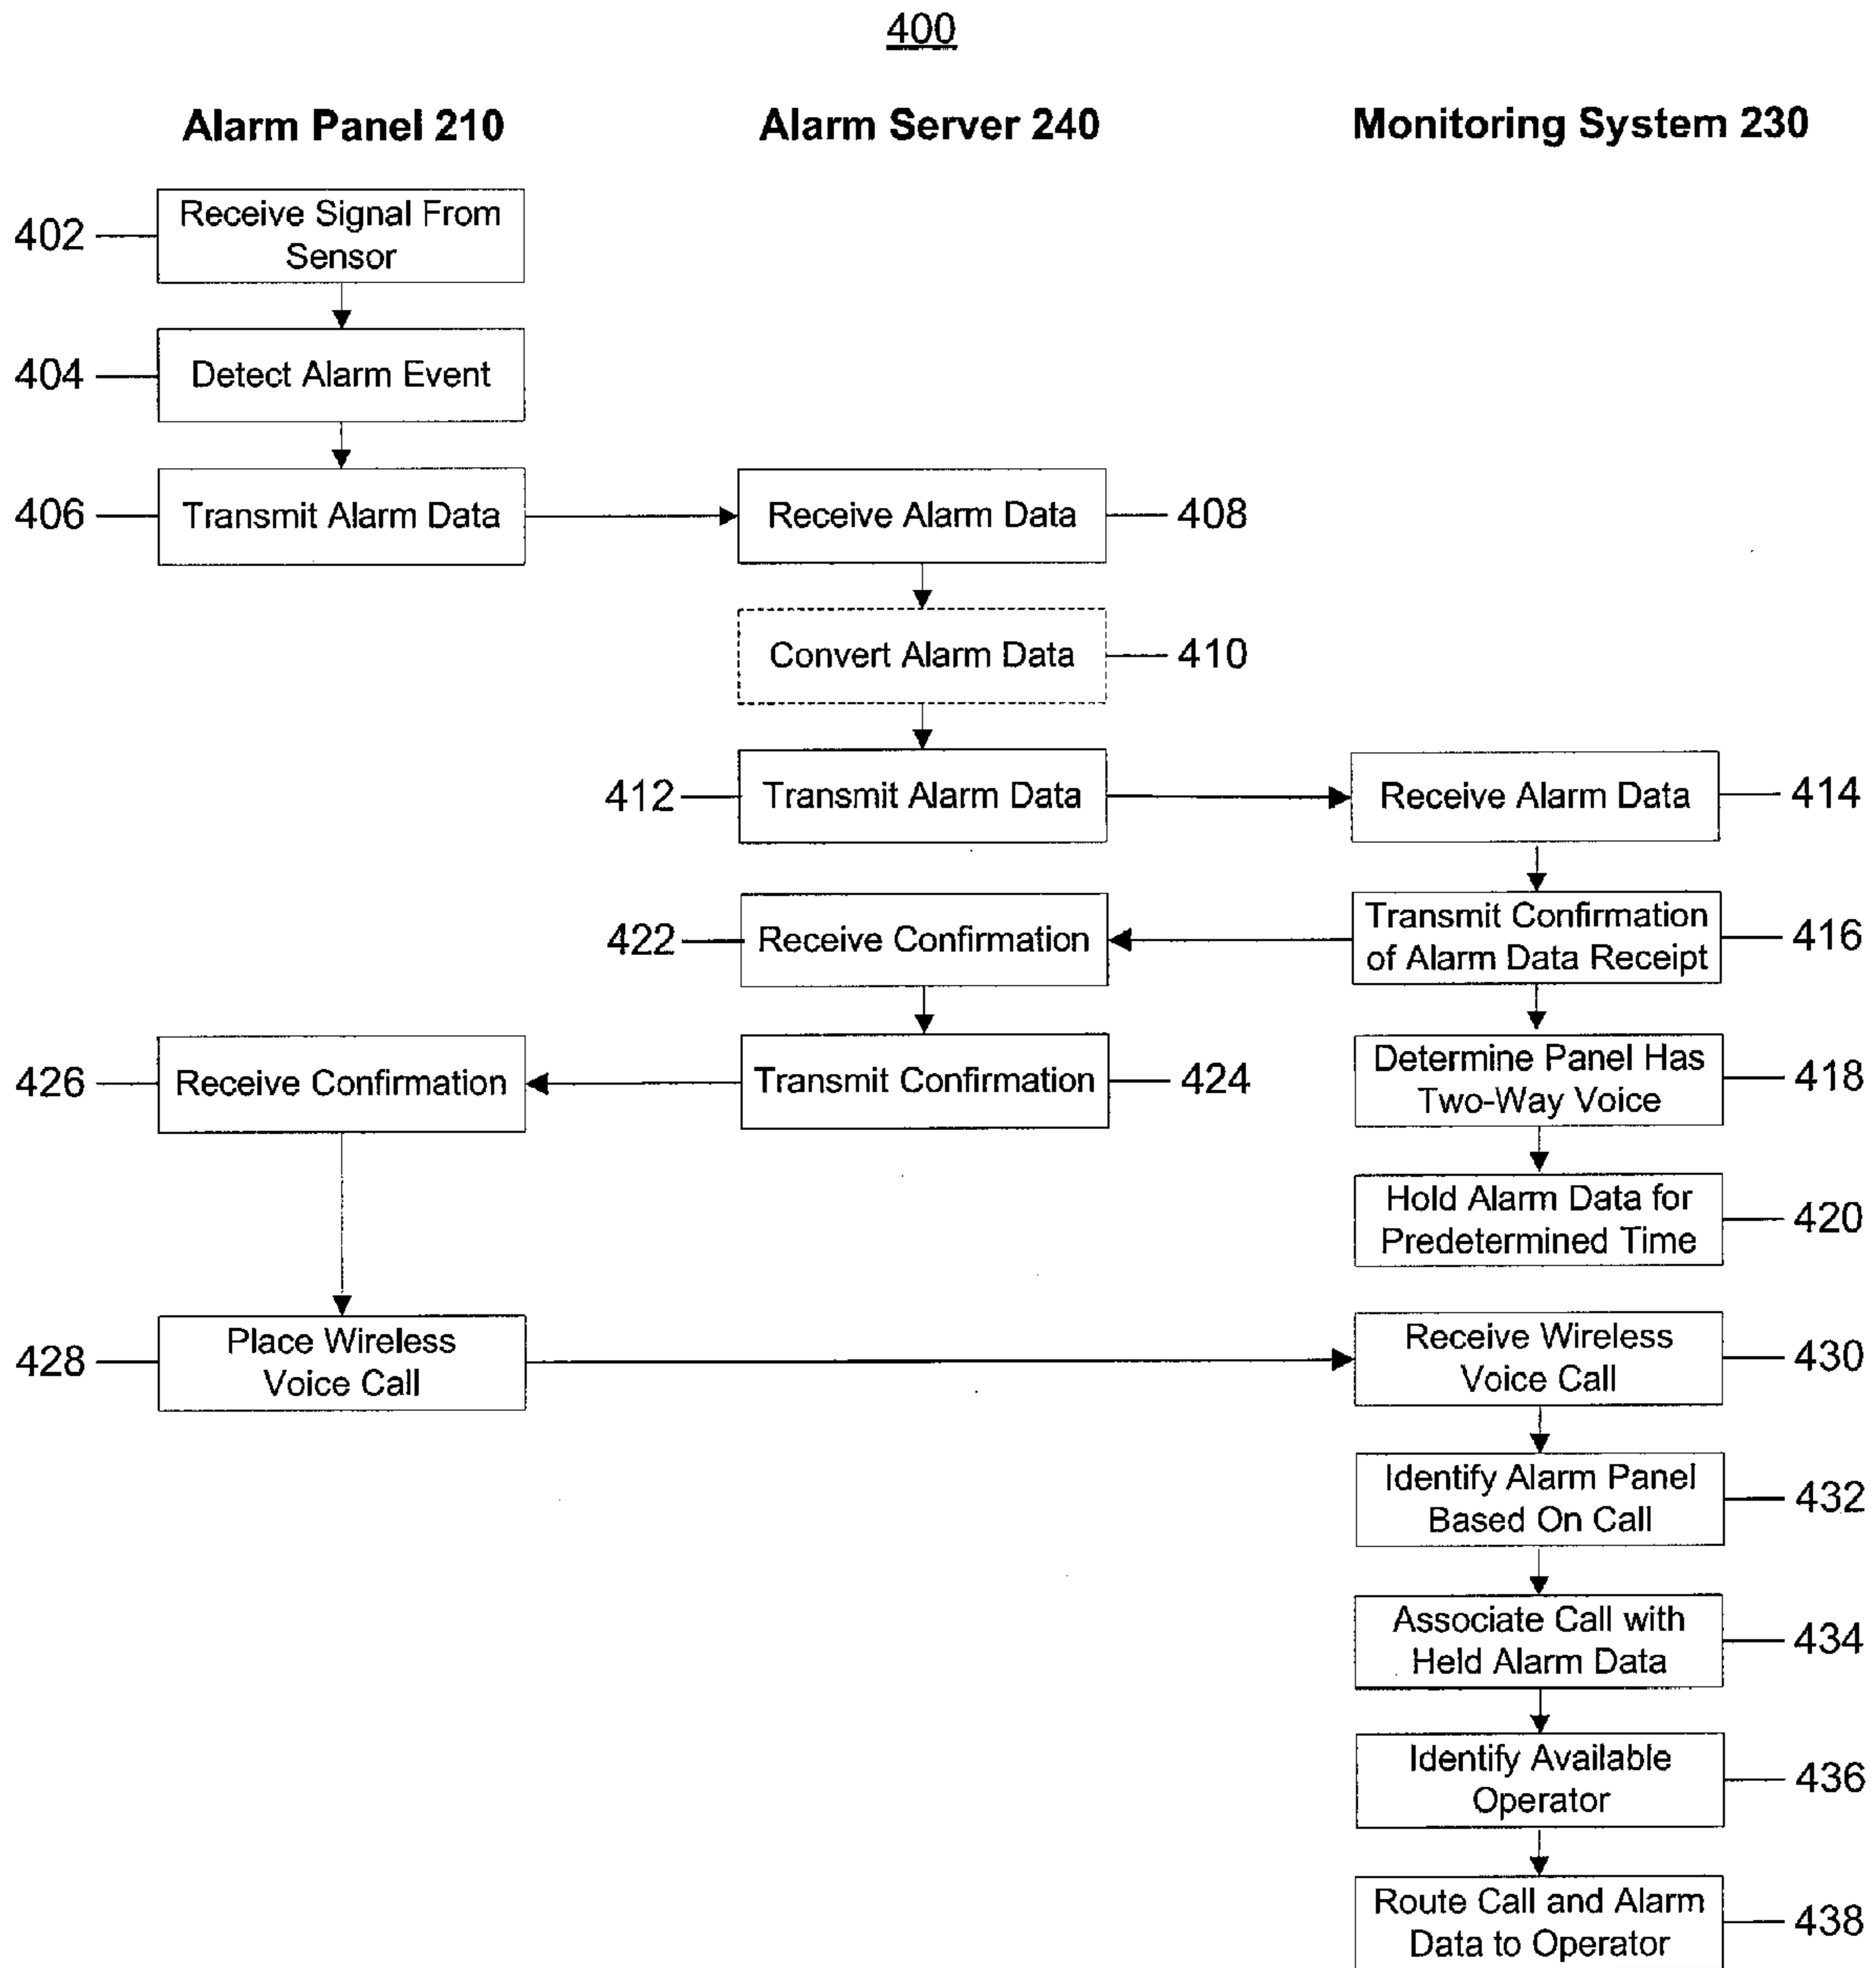 400
Alarm Panel 210
Alarm Server 240
Monitoring System 230
402
Receive Signal From
Sensor
404
Detect Alarm Event
406
Transmit Alarm Data
Receive Alarm Data
408
Convert Alarm Data
410
412
Transmit Alarm Data
Receive Alarm Data
414
422
Receive Confirmation
Transmit Confirmation
of Alarm Data Receipt
416
426
Receive Confirmation
Transmit Confirmation
424
Determine Panel Has
Two-Way Voice
418
Hold Alarm Data for
Predetermined Time
420
428
Place Wireless
Voice Call
Receive Wireless
Voice Call
430
Identify Alarm Panel
Based On Call
432
Associate Call with
Held Alarm Data
434
Identify Available
Operator
436
Route Call and Alarm
Data to Operator
438